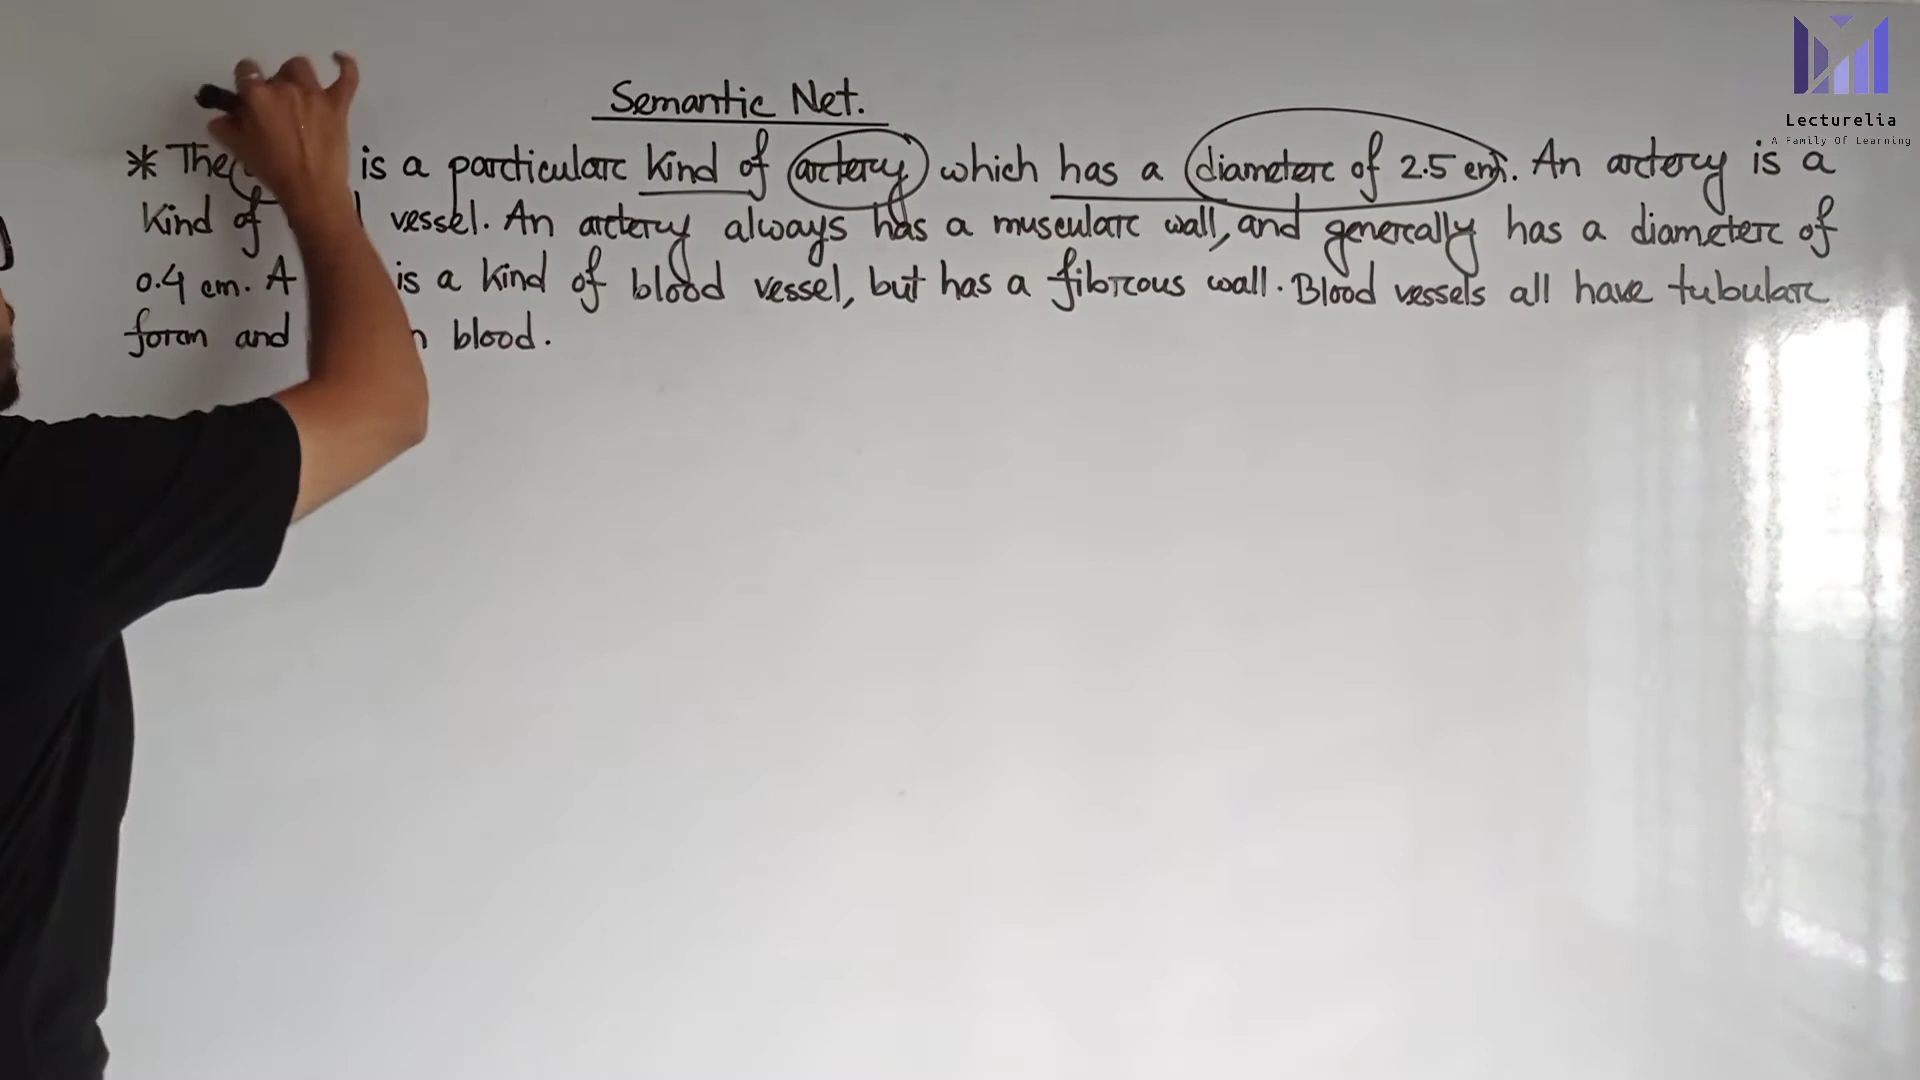 Semantic Net.
* The is a particular kind of artery which has a diameter of 2.5 cm. An artery is a
kind of vessel. An artery always has a muscular wall, and generally has a diameter of
0.4 cm. A is a kind of blood vessel, but has a fibrous wall. Blood vessels all have tubular
form and blood.
Lecturelia
A Family Of Learning